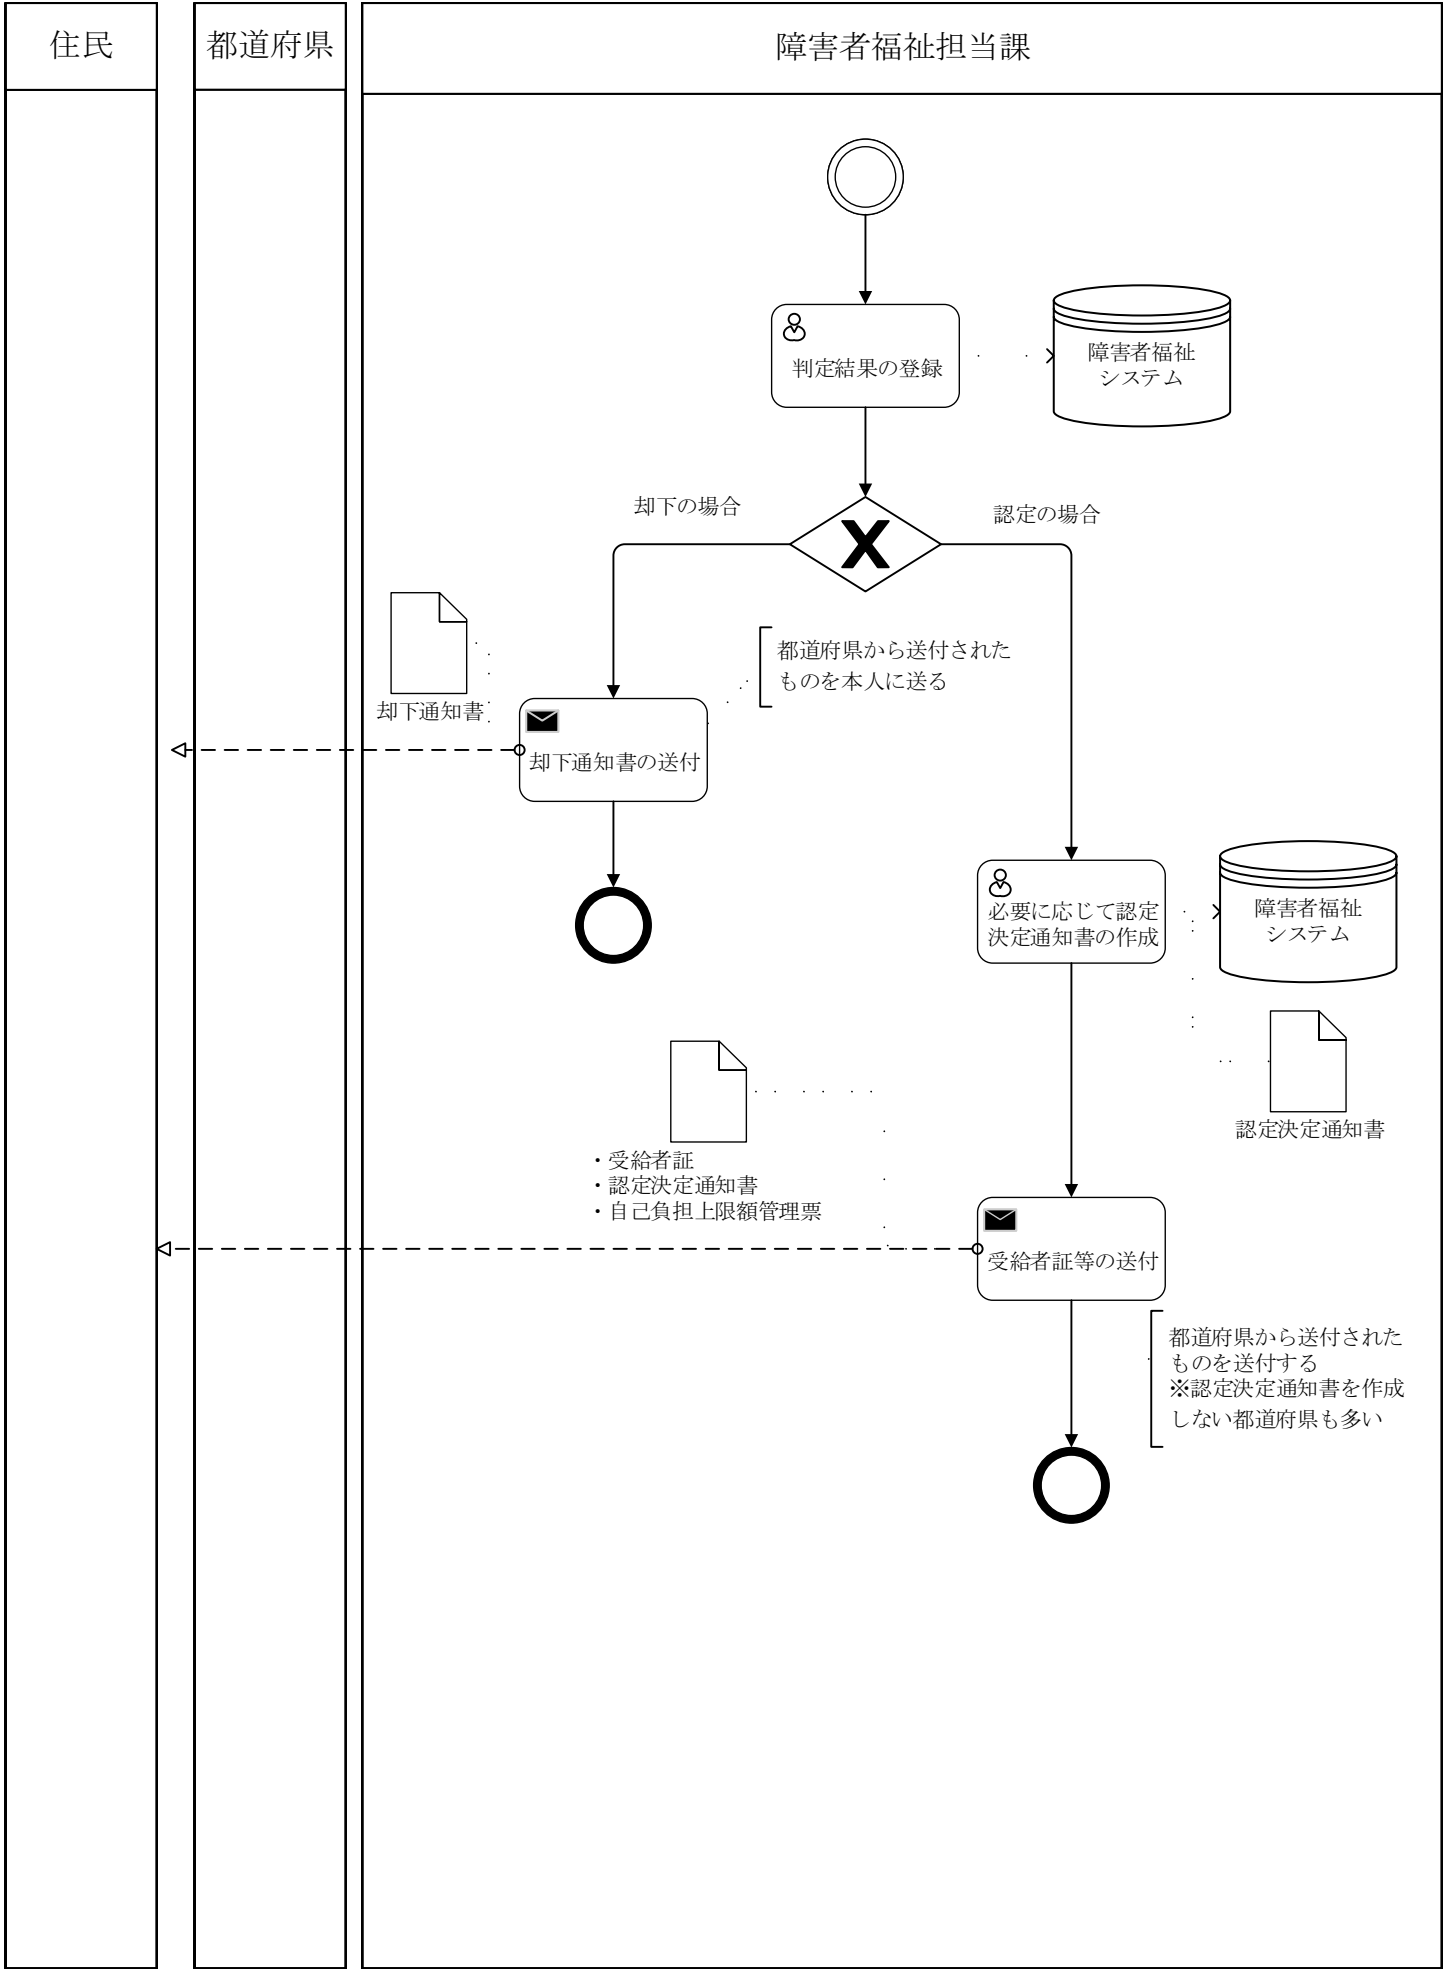 住民
都道府県
障害者福祉担当課
判定結果の登録
障害者福祉
システム
却下の場合
認定の場合
都道府県から送付された
ものを本人に送る
却下通知書
却下通知書の送付
必要に応じて認定
決定通知書の作成
障害者福祉
システム
認定決定通知書
・受給者証
・認定決定通知書
・自己負担上限額管理票
受給者証等の送付
都道府県から送付された
ものを送付する
※認定決定通知書を作成
しない都道府県も多い